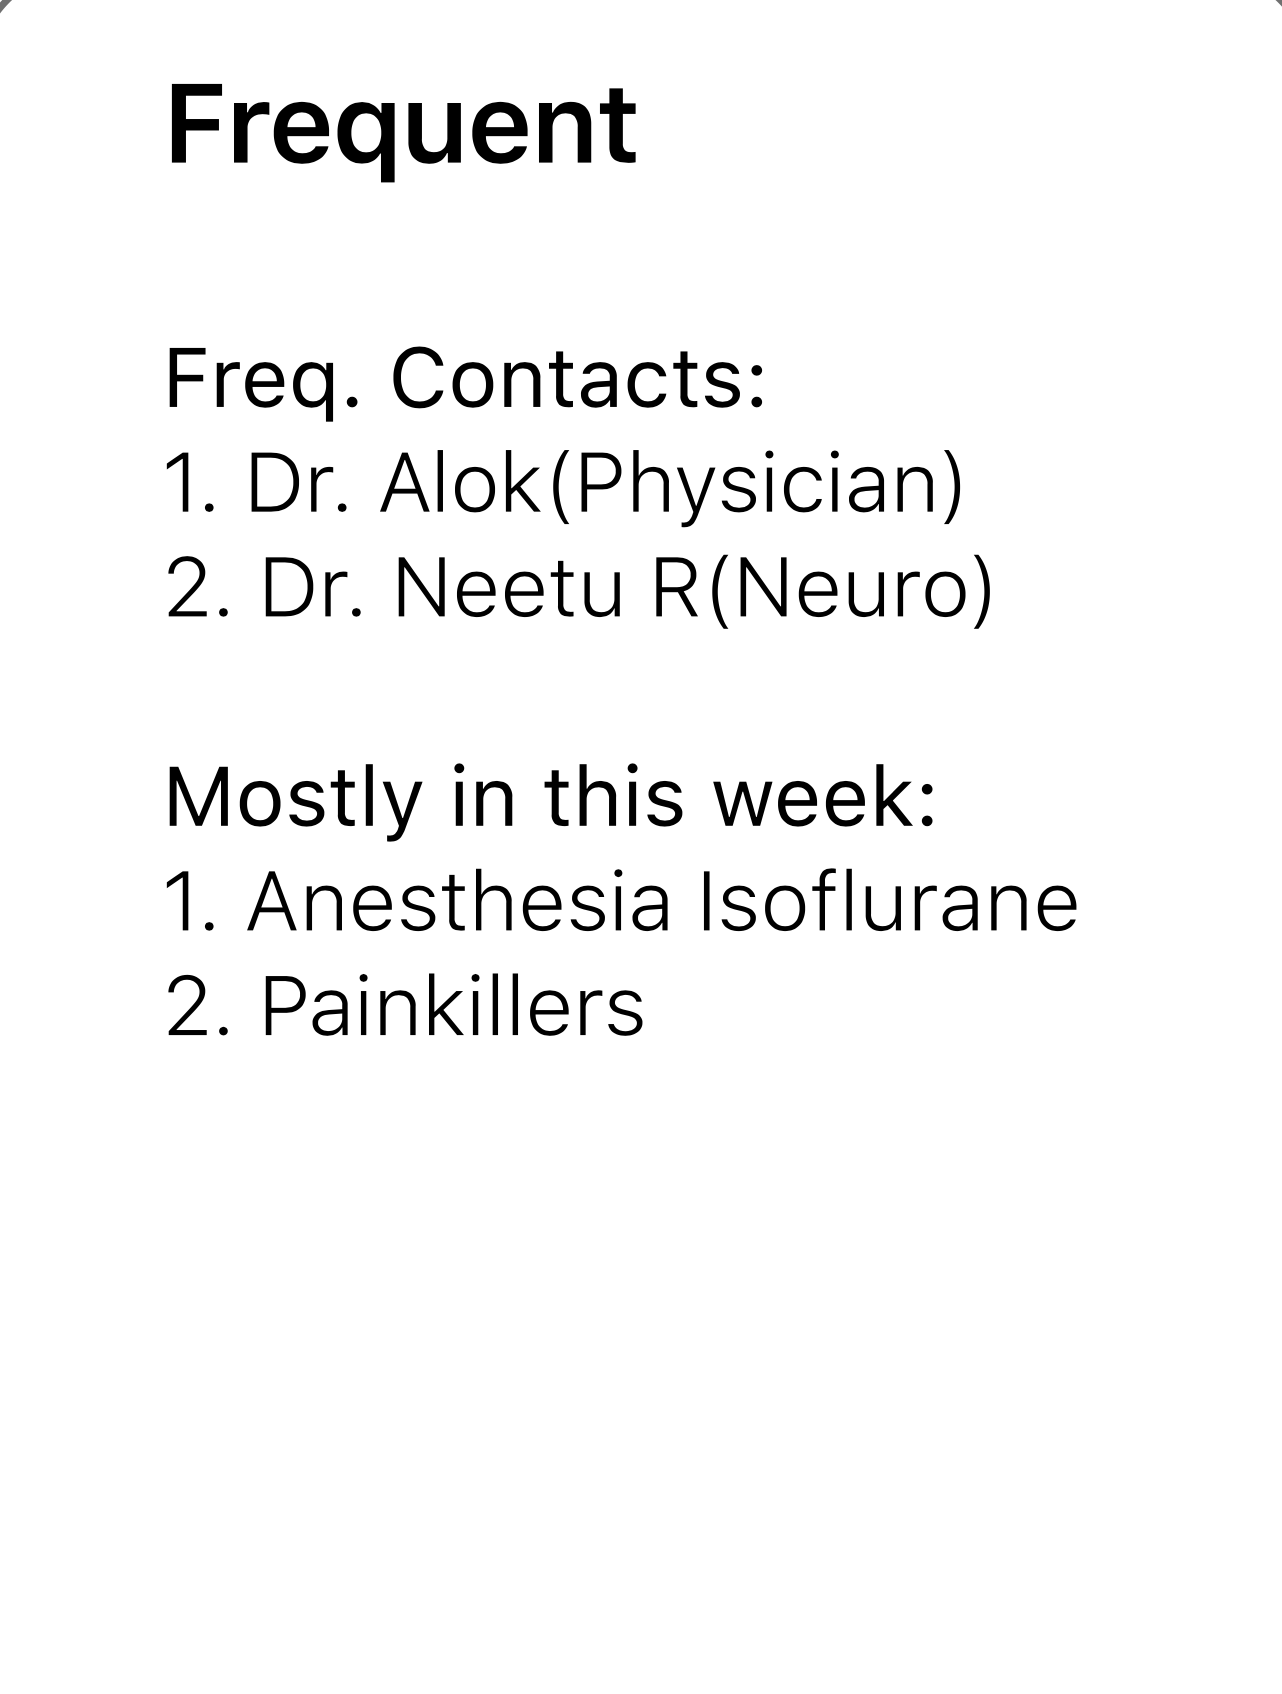 Frequent
Freq. Contacts:
1. Dr. Alok(Physician)
2. Dr. Neetu R(Neuro)
Mostly in this week:
1. Anesthesia Isoflurane
2. Painkillers